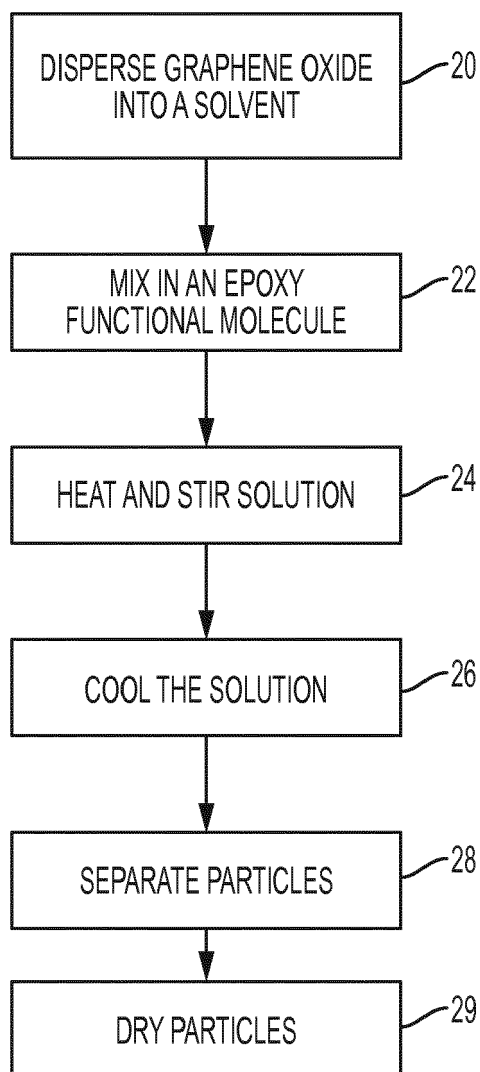 DISPERSE GRAPHENE OXIDE
INTO A SOLVENT
20
MIX IN AN EPOXY
FUNCTIONAL MOLECULE
22
HEAT AND STIR SOLUTION
24
COOL THE SOLUTION
26
SEPARATE PARTICLES
28
DRY PARTICLES
29